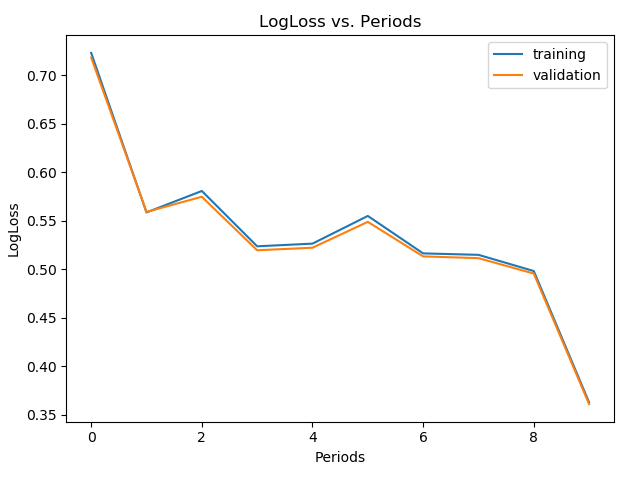 LogLoss vs. Periods
training
validation
0.70
0.65
0.60
0.55
0.50
0.45
0.40
0.35
LogLoss
0
2
4
6
8
Periods